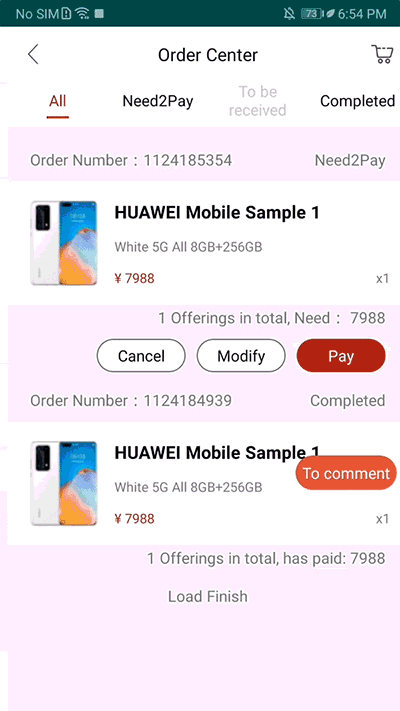 No SIM 73 6:54 PM
Order Center
All Need2Pay To be received Completed
Order Number：1124185354 Need2Pay
HUAWEI Mobile Sample 1
White 5G All 8GB+256GB
¥ 7988 x1
1 Offerings in total, Need： 7988
Cancel Modify Pay
Order Number：1124184939 Completed
HUAWEI Mobile Sample 1
To comment
White 5G All 8GB+256GB
¥ 7988 x1
1 Offerings in total, has paid: 7988
Load Finish